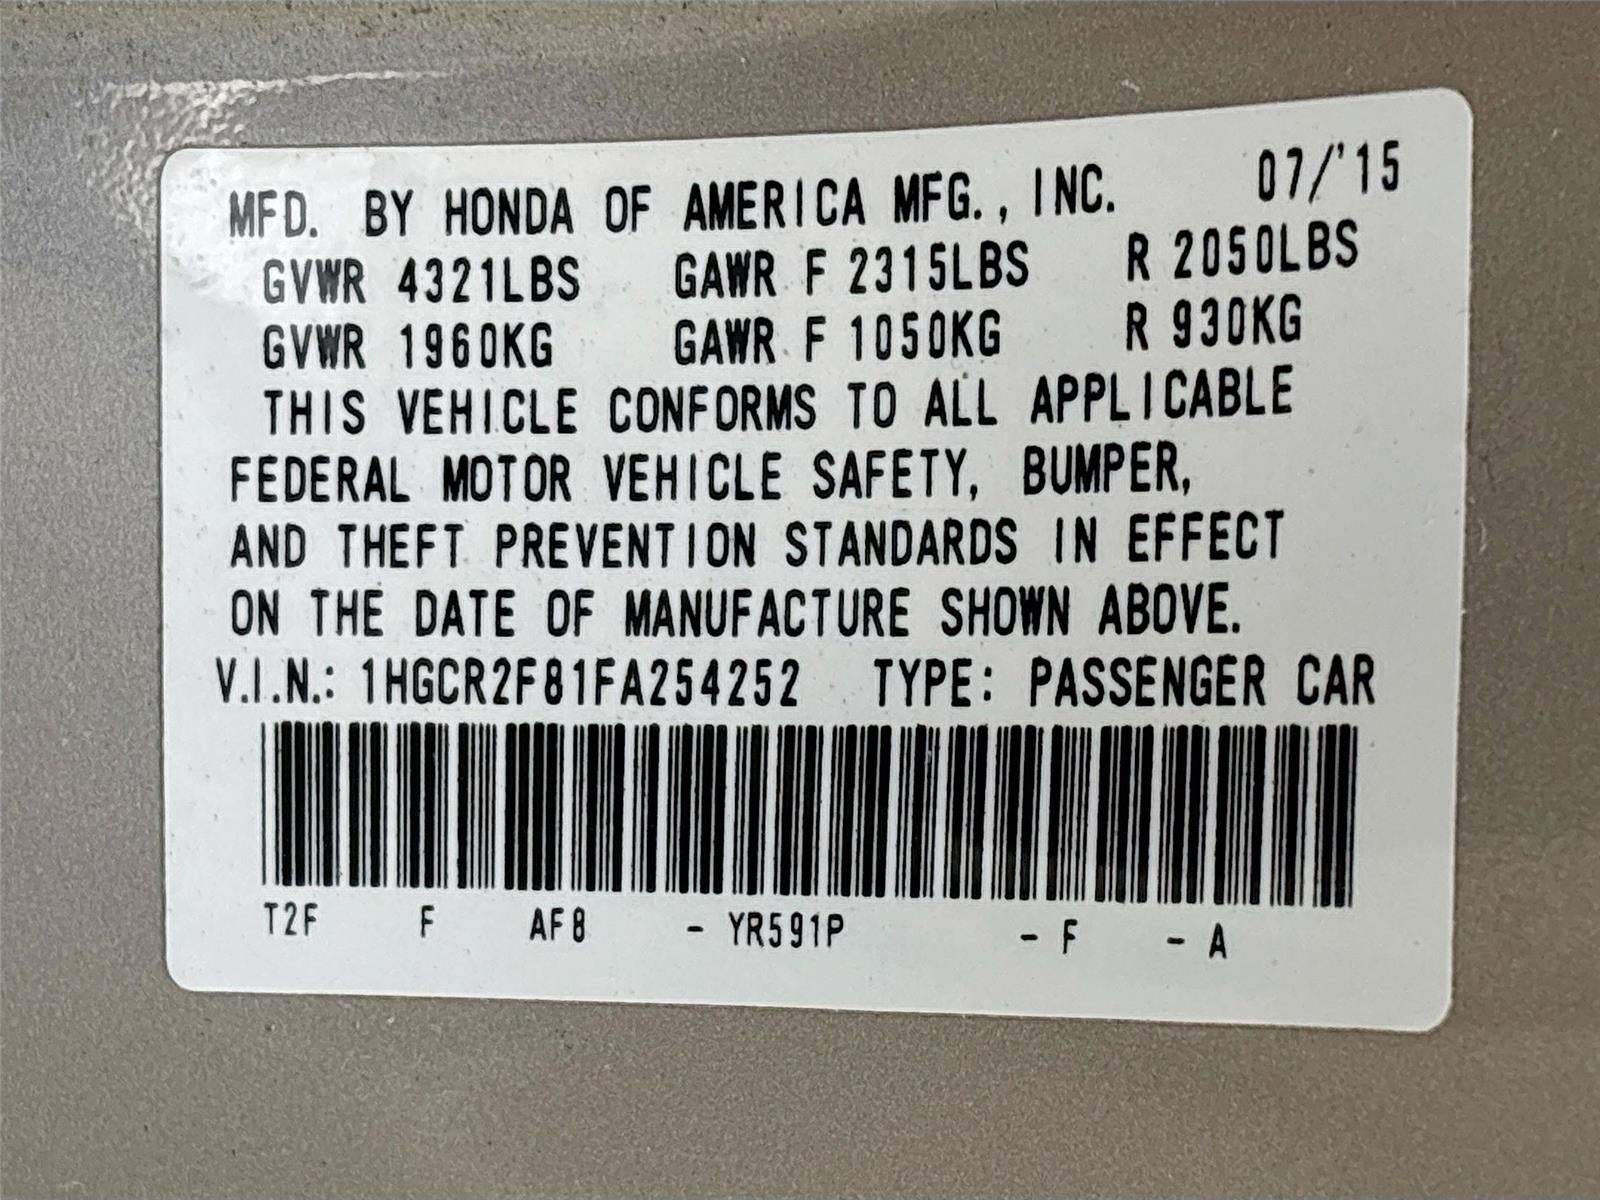 MFD. BY HONDA OF AMERICA MFG., INC. 07/'15
GVWR 4321LBS GAWR F 2315LBS R 2050LBS
GVWR 1960KG GAWR F 1050KG R 930KG
THIS VEHICLE CONFORMS TO ALL APPLICABLE
FEDERAL MOTOR VEHICLE SAFETY, BUMPER,
AND THEFT PREVENTION STANDARDS IN EFFECT
ON THE DATE OF MANUFACTURE SHOWN ABOVE.
V.I.N.: 1HGCR2F81FA254252 TYPE: PASSENGER CAR
T2F F AF8 - YR591P - F - A